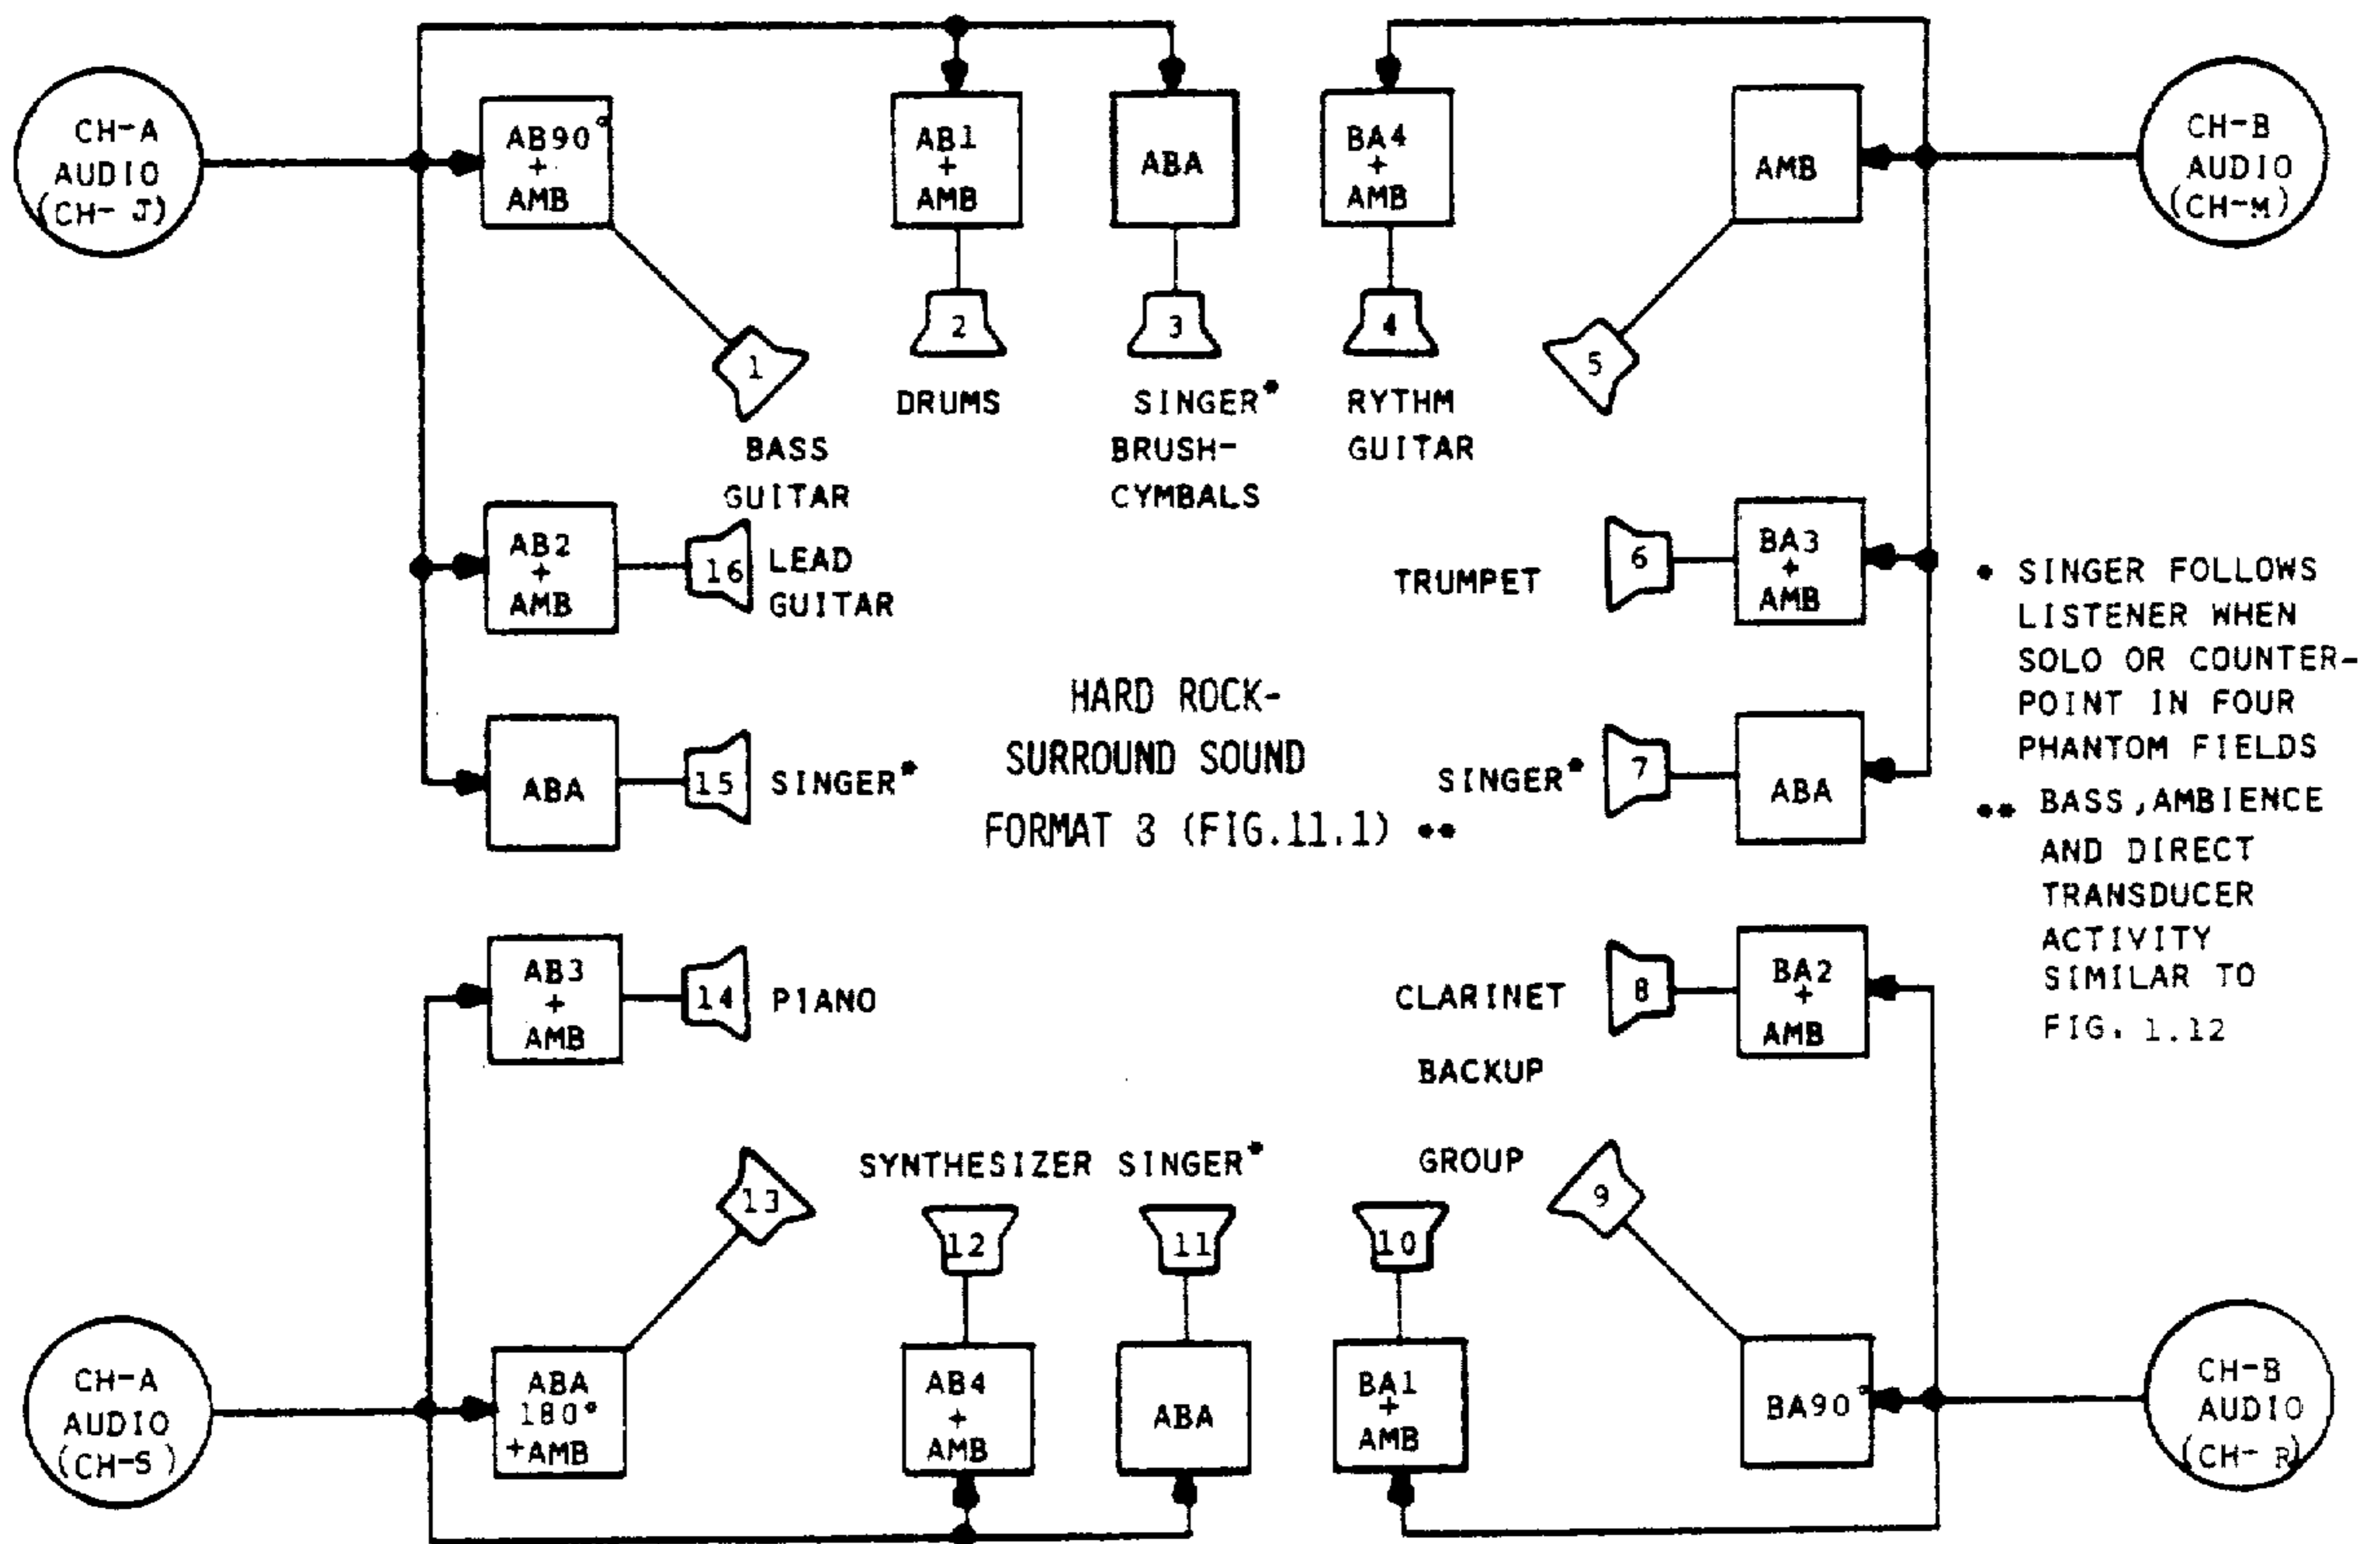 CH-A
AUDIO
(CH- J)
AB90°
+
AMB
AB1
+
AMB
ABA
BA4
+
AMB
AMB
CH-B
AUDIO
(CH-M)
1
2
3
4
5
BASS
GUITAR
DRUMS
SINGER*
BRUSH-
CYMBALS
RYTHM
GUITAR
AB2
+
AMB
16
LEAD
GUITAR
TRUMPET
6
BA3
+
AMB
ABA
15
SINGER*
HARD ROCK-
SURROUND SOUND
FORMAT 3 (FIG.11.1) **
SINGER*
7
ABA
* SINGER FOLLOWS
LISTENER WHEN
SOLO OR COUNTER-
POINT IN FOUR
PHANTOM FIELDS
** BASS,AMBIENCE
AND DIRECT
TRANSDUCER
ACTIVITY
SIMILAR TO
FIG. 1.12
AB3
+
AMB
14
PIANO
CLARINET
8
BA2
+
AMB
BACKUP
GROUP
13
SYNTHESIZER SINGER*
12
11
10
9
CH-A
AUDIO
(CH-S)
ABA
180°
+AMB
AB4
+
AMB
ABA
BA1
+
AMB
BA90°
CH-B
AUDIO
(CH- R)